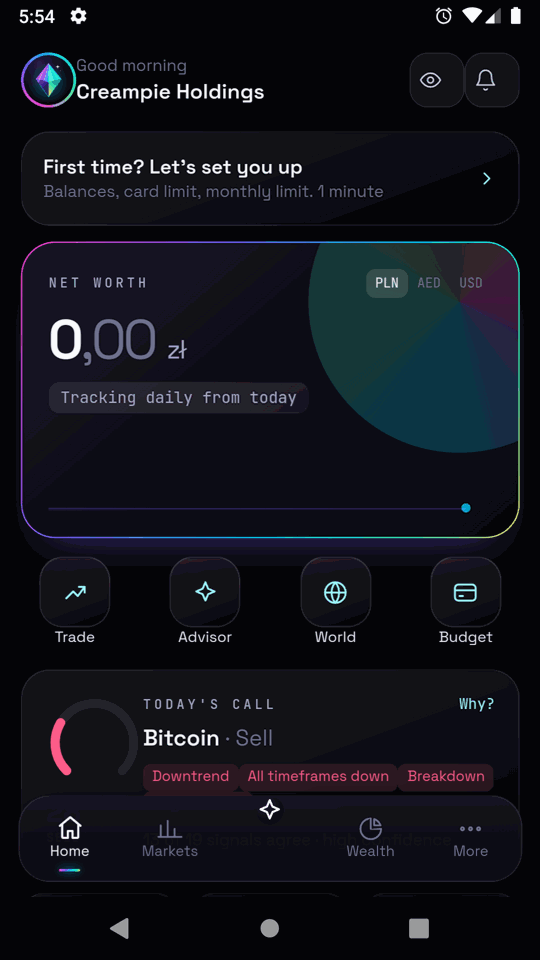 5:54
Good morning
Creampie Holdings
First time? Let's set you up
Balances, card limit, monthly limit. 1 minute
NET WORTH
PLN AED USD
0,00 zł
Tracking daily from today
Trade Advisor World Budget
TODAY'S CALL Why?
Bitcoin · Sell
Downtrend All timeframes down Breakdown
signals agree
Home Markets Wealth More